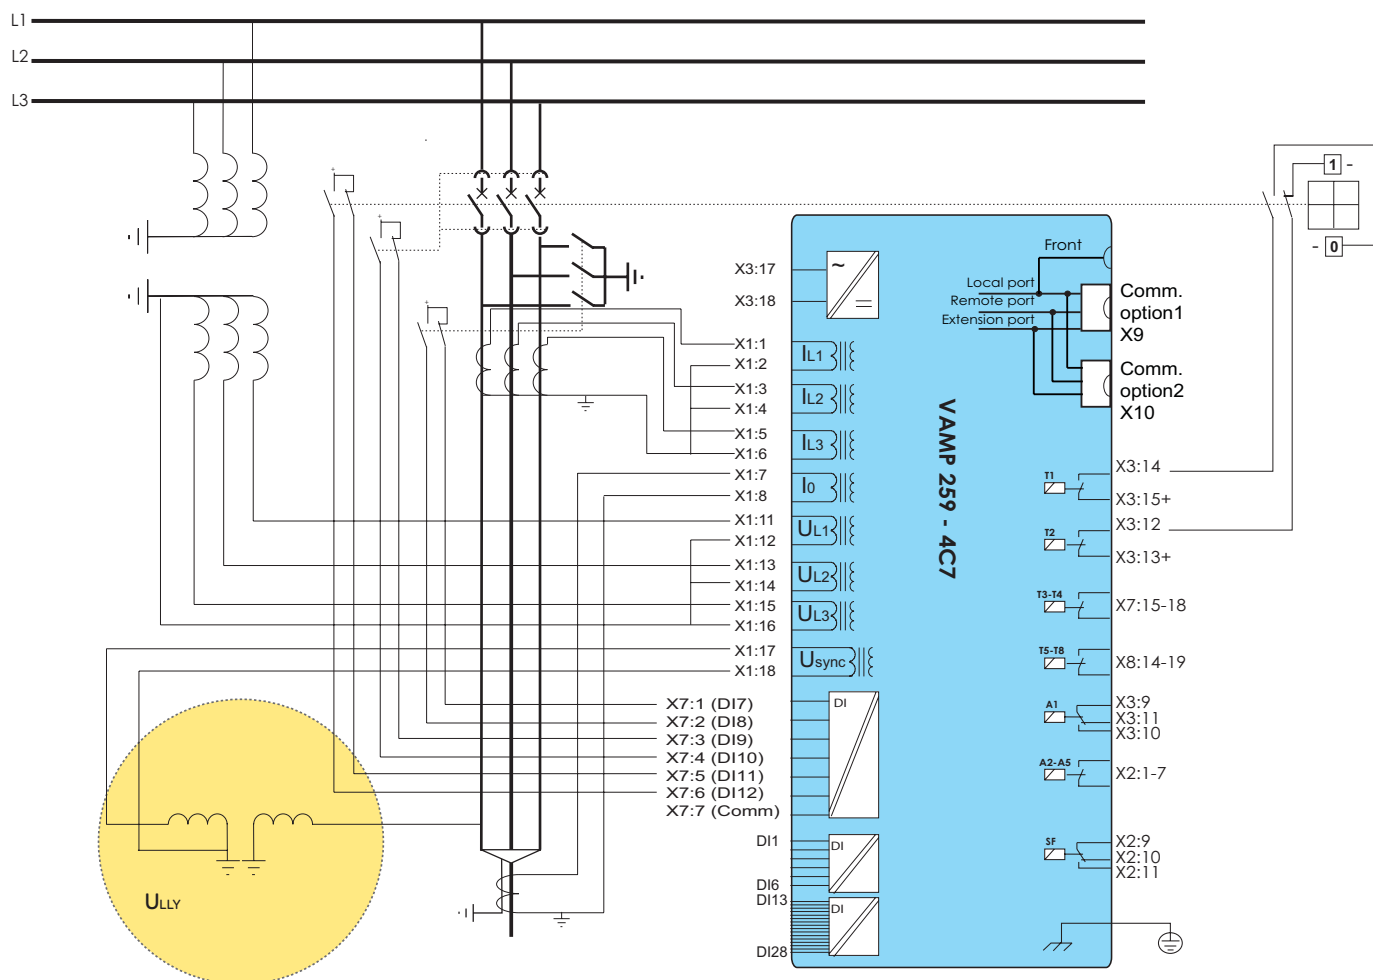 L1
L2
L3
1 -
- 0
+
+
+
Front
Local port
Remote port
Extension port
Comm.
option1
X9
Comm.
option2
X10
X3:17
X3:18
~
X1:1
X1:2
X1:3
X1:4
X1:5
X1:6
X1:7
X1:8
X1:11
X1:12
X1:13
X1:14
X1:15
X1:16
X1:17
X1:18
IL1
IL2
IL3
I0
UL1
UL2
UL3
Usync
VAMP 259 - 4C7
X7:1 (DI7)
X7:2 (DI8)
X7:3 (DI9)
X7:4 (DI10)
X7:5 (DI11)
X7:6 (DI12)
X7:7 (Comm)
DI
DI1
DI
DI6
DI13
DI
DI28
T1
X3:14
X3:15+
T2
X3:12
X3:13+
T3-T4
X7:15-18
T5-T8
X8:14-19
A1
X3:9
X3:11
X3:10
A2-A5
X2:1-7
SF
X2:9
X2:10
X2:11
ULLY